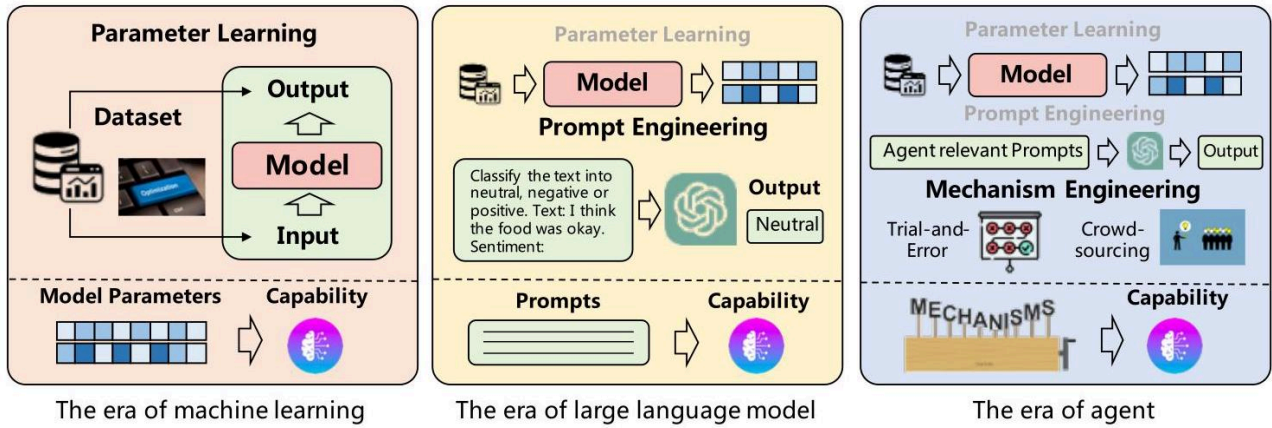 Parameter Learning
Output
Dataset
Optimization
Model
Input
Model Parameters
Capability
The era of machine learning
Parameter Learning
Model
Prompt Engineering
Classify the text into
neutral, negative or
positive. Text: I think
the food was okay.
Sentiment:
Output
Neutral
Prompts
Capability
The era of large language model
Parameter Learning
Model
Prompt Engineering
Agent relevant Prompts
Output
Mechanism Engineering
Trial-and-
Error
Crowd-
sourcing
MECHANISMS
Capability
The era of agent